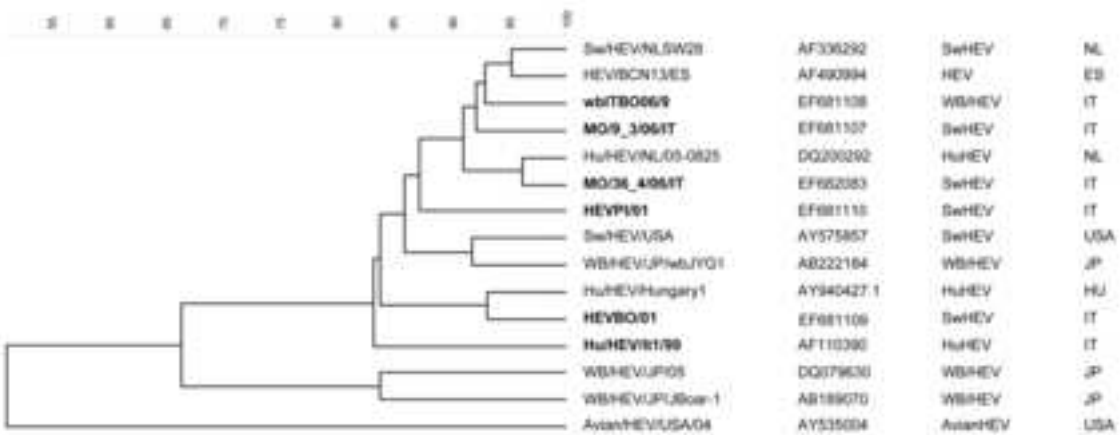 100
Sw/HEV/NLSW28 AF336292 SwHEV NL
HEV/BCN13/ES AF490994 HEV ES
wbITBO06/9 EF681108 WB/HEV IT
MO/9_3/06/IT EF681107 SwHEV IT
Hu/HEV/NL/05-0825 DQ200292 HuHEV NL
MO/36_4/06/IT EF682083 SwHEV IT
HEVPI/01 EF681110 SwHEV IT
Sw/HEV/USA AY575857 SwHEV USA
WB/HEV/JP/wbJYG1 AB222184 WB/HEV JP
Hu/HEV/Hungary1 AY940427.1 HuHEV HU
HEVBO/01 EF681109 SwHEV IT
Hu/HEV/It1/99 AF110390 HuHEV IT
WB/HEV/JP/05 DQ079630 WB/HEV JP
WB/HEV/JP/JBoar-1 AB189070 WB/HEV JP
Avian/HEV/USA/04 AY535004 AvianHEV USA